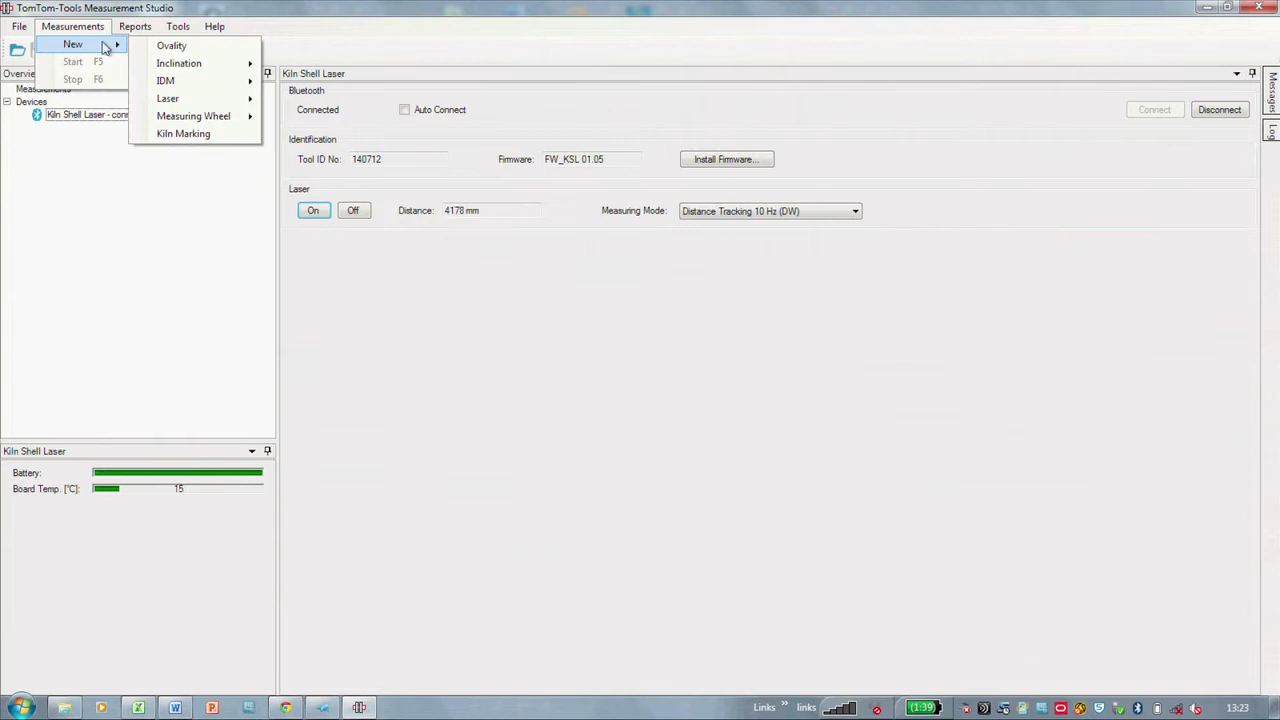 TomTom-Tools Measurement Studio
File Measurements Reports Tools Help
New
Start F5
Stop F6
Ovality
Inclination
IDM
Laser
Measuring Wheel
Kiln Marking
Devices
Kiln Shell Laser
Kiln Shell Laser
Bluetooth
Connected Auto Connect Connect Disconnect
Identification
Tool ID No: 140712 Firmware: FW_KSL 01.05 Install Firmware...
Laser
On Off Distance: 4178 mm Measuring Mode: Distance Tracking 10 Hz (DW)
Messages
Log
Kiln Shell Laser
Battery:
Board Temp. [°C]: 15
Links » links (1:39) 13:23